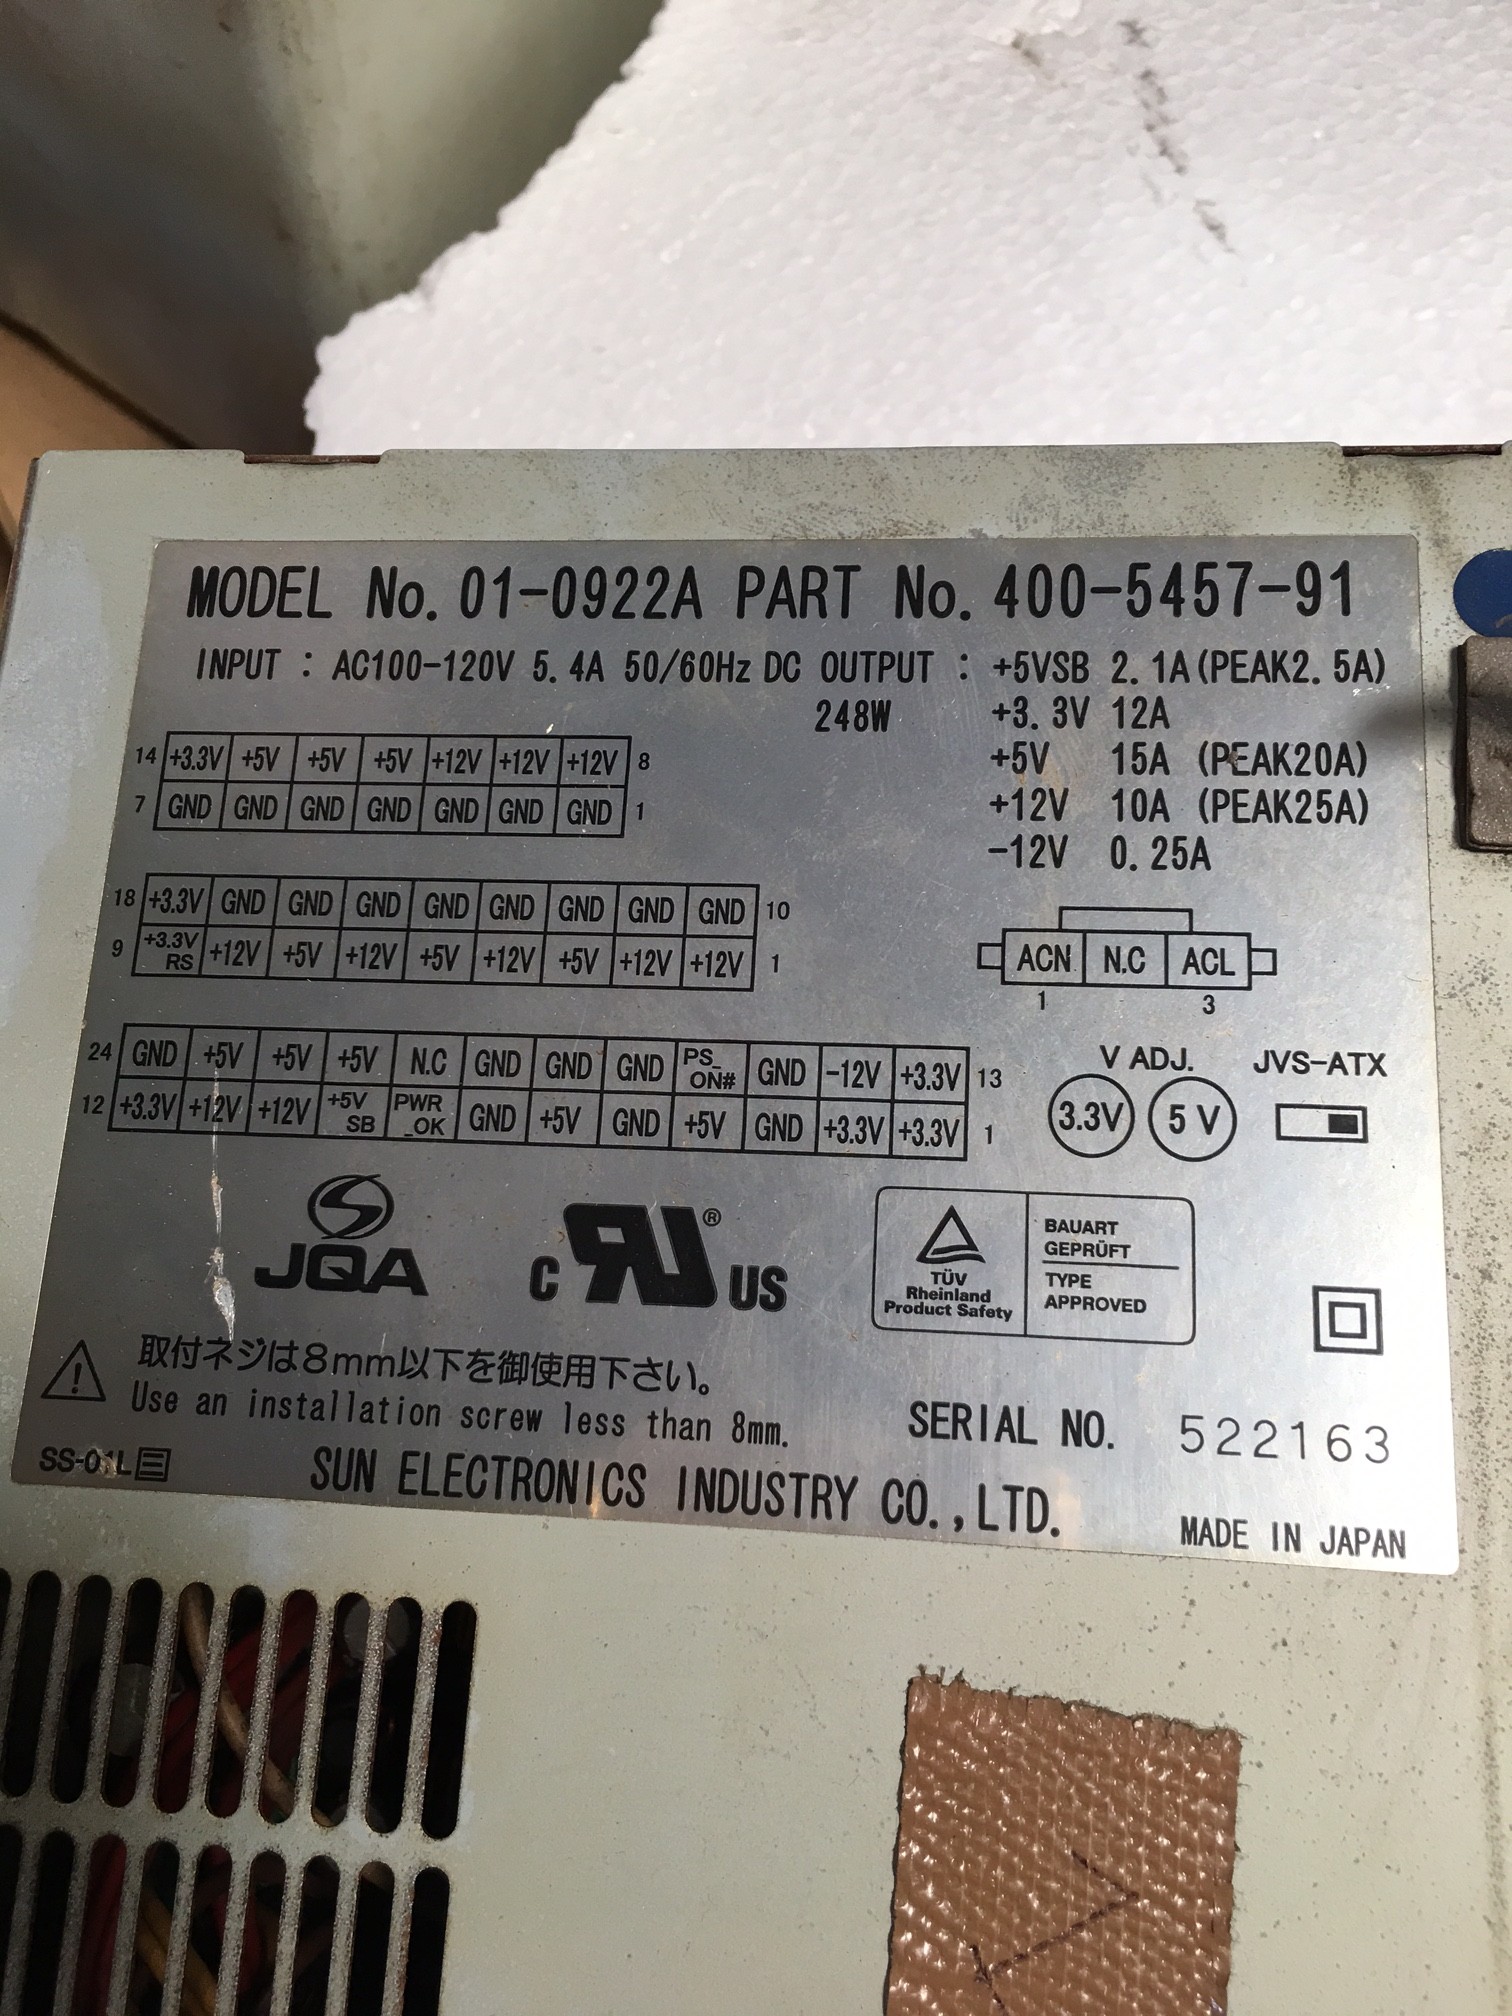 MODEL No. 01-0922A PART No. 400-5457-91
INPUT : AC100-120V 5.4A 50/60Hz DC OUTPUT : +5VSB 2.1A(PEAK2.5A)
248W +3.3V 12A
+5V 15A (PEAK20A)
+12V 10A (PEAK25A)
-12V 0.25A
14 +3.3V +5V +5V +5V +12V +12V +12V 8
7 GND GND GND GND GND GND GND 1
18 +3.3V GND GND GND GND GND GND GND GND 10
9 +3.3V RS +12V +5V +12V +5V +12V +5V +12V +12V 1
ACN N.C ACL
1 3
24 GND +5V +5V +5V N.C GND GND GND PS_ON# GND -12V +3.3V 13
12 +3.3V +12V +12V +5V SB PWR_OK GND +5V GND +5V GND +3.3V +3.3V 1
V ADJ. JVS-ATX
3.3V 5V
JQA
C RU ® US
TÜV
Rheinland
Product Safety
BAUART
GEPRÜFT
TYPE
APPROVED
取付ネジは8mm以下を御使用下さい。
Use an installation screw less than 8mm.
SERIAL NO. 522163
SS-01L
SUN ELECTRONICS INDUSTRY CO.,LTD.
MADE IN JAPAN